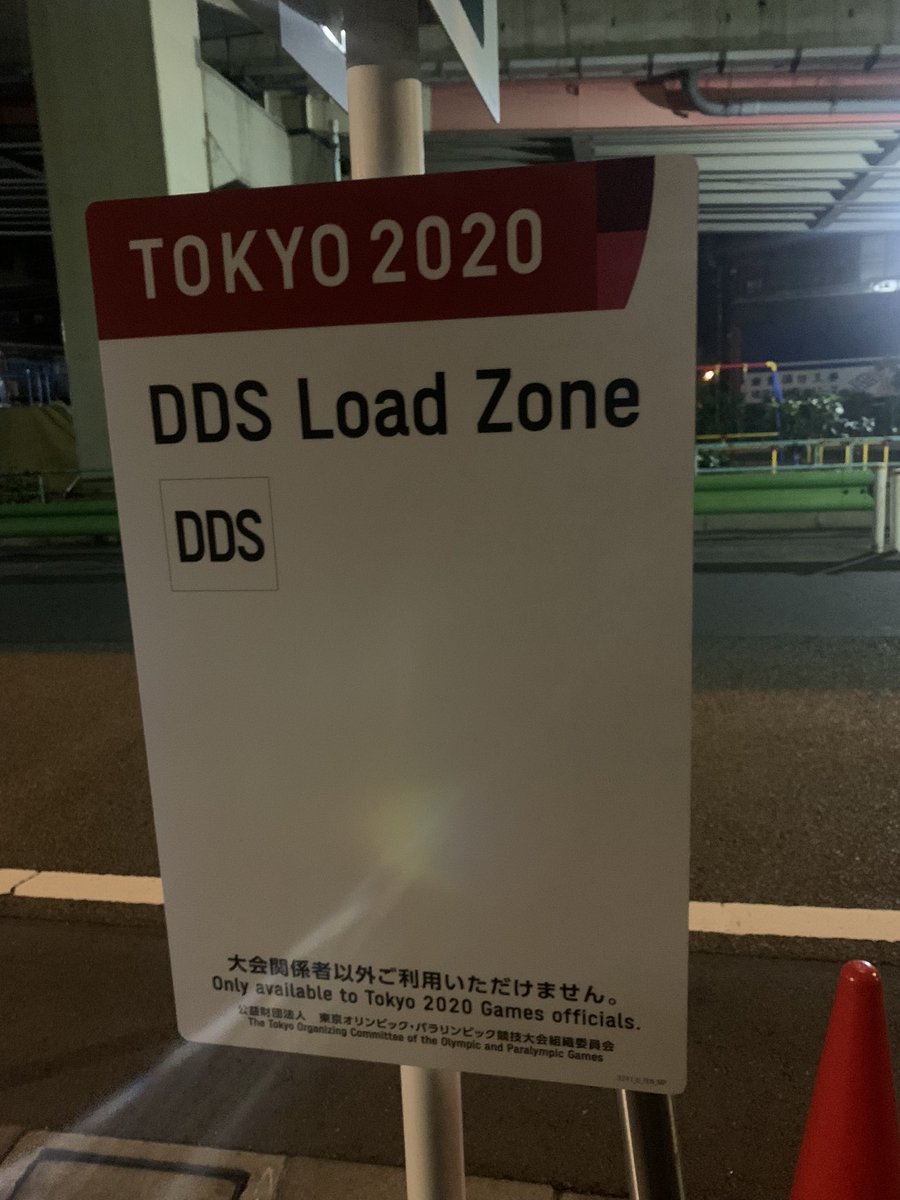 TOKYO 2020
DDS Load Zone
DDS
大会関係者以外ご利用いただけません。
Only available to Tokyo 2020 Games officials.
公益財団法人 東京オリンピック・パラリンピック競技大会組織委員会
The Tokyo Organizing Committee of the Olympic and Paralympic Games